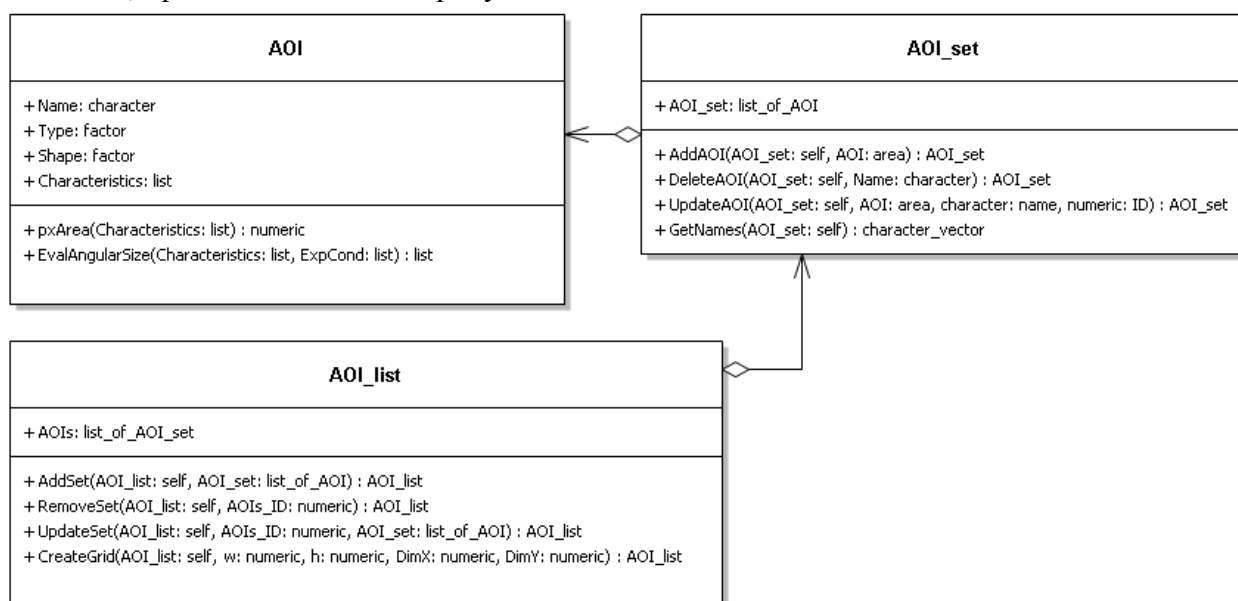 AOI
+ Name: character
+ Type: factor
+ Shape: factor
+ Characteristics: list
+ pxArea(Characteristics: list) : numeric
+ EvalAngularSize(Characteristics: list, ExpCond: list) : list
AOI_set
+ AOI_set: list_of_AOI
+ AddAOI(AOI_set: self, AOI: area) : AOI_set
+ DeleteAOI(AOI_set: self, Name: character) : AOI_set
+ UpdateAOI(AOI_set: self, AOI: area, character: name, numeric: ID) : AOI_set
+ GetNames(AOI_set: self) : character_vector
AOI_list
+ AOIs: list_of_AOI_set
+ AddSet(AOI_list: self, AOI_set: list_of_AOI) : AOI_list
+ RemoveSet(AOI_list: self, AOIs_ID: numeric) : AOI_list
+ UpdateSet(AOI_list: self, AOIs_ID: numeric, AOI_set: list_of_AOI) : AOI_list
+ CreateGrid(AOI_list: self, w: numeric, h: numeric, DimX: numeric, DimY: numeric) : AOI_list